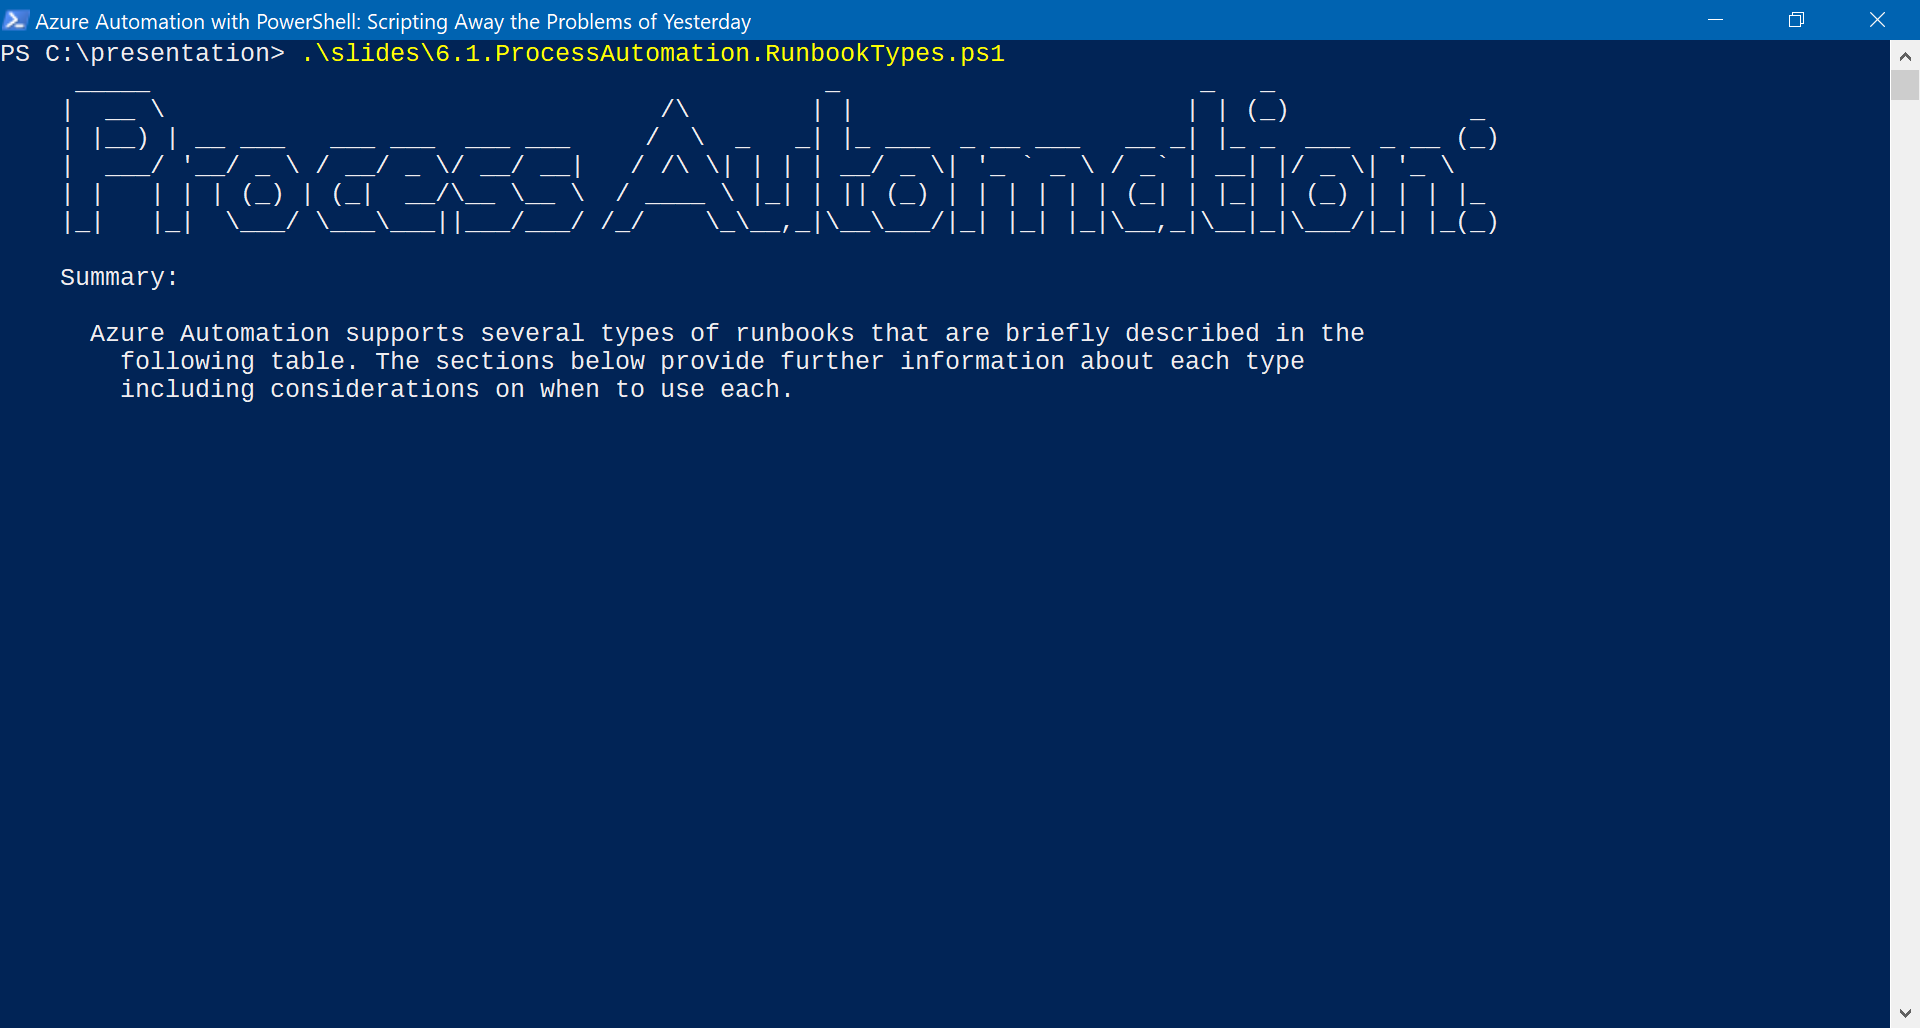 Azure Automation with PowerShell: Scripting Away the Problems of Yesterday
PS C:\presentation> .\slides\6.1.ProcessAutomation.RunbookTypes.ps1
Process Automation:
Summary:
Azure Automation supports several types of runbooks that are briefly described in the
following table. The sections below provide further information about each type
including considerations on when to use each.